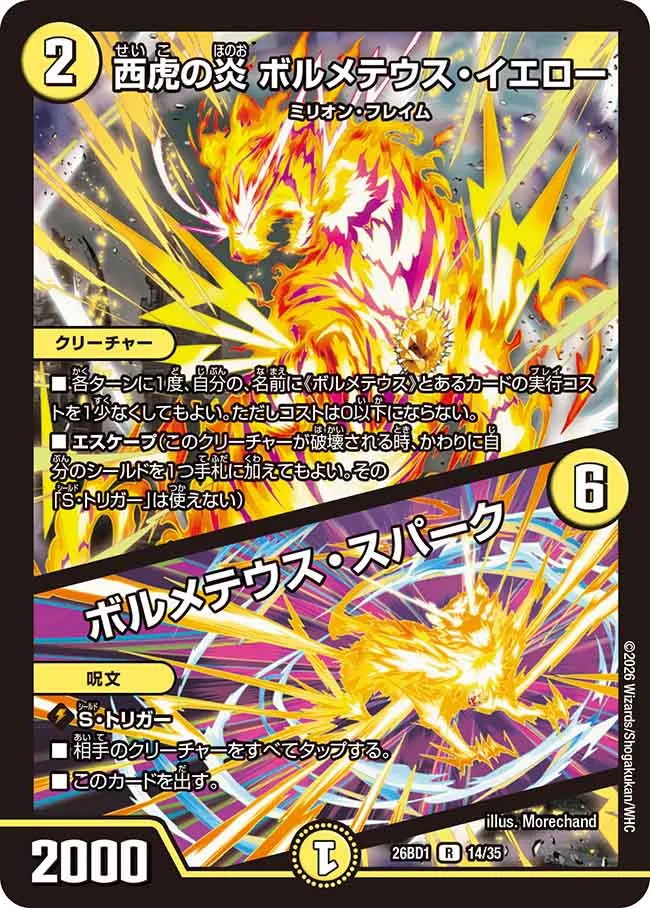 2
西虎の炎 ボルメテウス・イエロー
せいこ ほのお
ミリオン・フレイム
クリーチャー
■各ターンに1度、自分の、名前に《ボルメテウス》とあるカードの実行コス
トを1少なくしてもよい。ただしコストは0以下にならない。
■エスケープ(このクリーチャーが破壊される時、かわりに自
分のシールドを1つ手札に加えてもよい。その
「S・トリガー」は使えない)
6
ボルメテウス・スパーク
呪文
S・トリガー
■相手のクリーチャーをすべてタップする。
■このカードを出す。
illus. Morechand
©2026 Wizards/Shogakukan/WHC
2000
1
26BD1 R 14/35